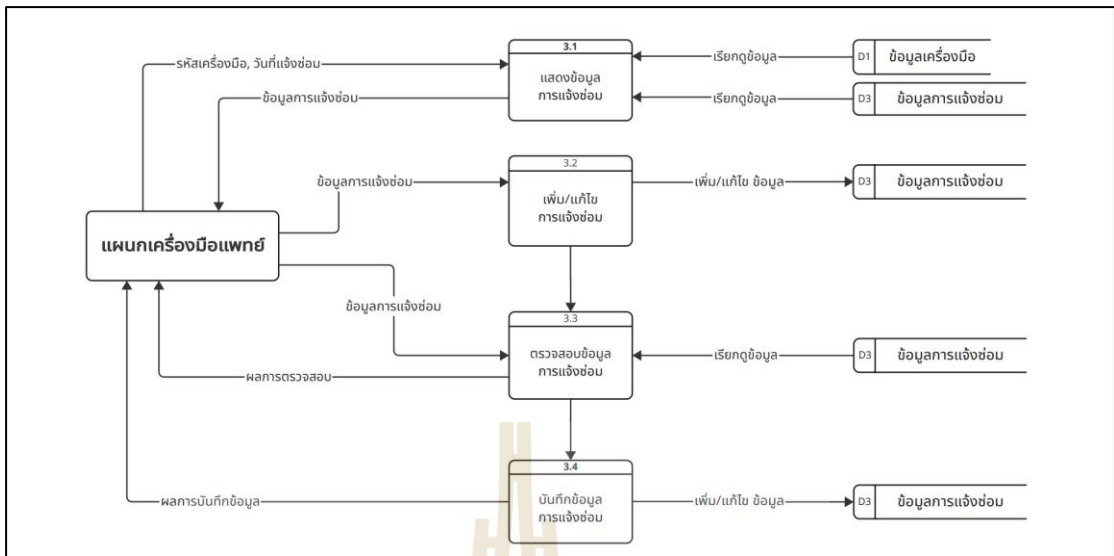 3.1
รหัสเครื่องมือ, วันที่แจ้งซ่อม
เรียกดูข้อมูล
D1 ข้อมูลเครื่องมือ
แสดงข้อมูล
การแจ้งซ่อม
ข้อมูลการแจ้งซ่อม
เรียกดูข้อมูล
D3 ข้อมูลการแจ้งซ่อม
3.2
ข้อมูลการแจ้งซ่อม
เพิ่ม/แก้ไข ข้อมูล
D3 ข้อมูลการแจ้งซ่อม
เพิ่ม/แก้ไข
การแจ้งซ่อม
แผนกเครื่องมือแพทย์
ข้อมูลการแจ้งซ่อม
3.3
ตรวจสอบข้อมูล
การแจ้งซ่อม
เรียกดูข้อมูล
D3 ข้อมูลการแจ้งซ่อม
ผลการตรวจสอบ
3.4
ผลการบันทึกข้อมูล
บันทึกข้อมูล
การแจ้งซ่อม
เพิ่ม/แก้ไข ข้อมูล
D3 ข้อมูลการแจ้งซ่อม